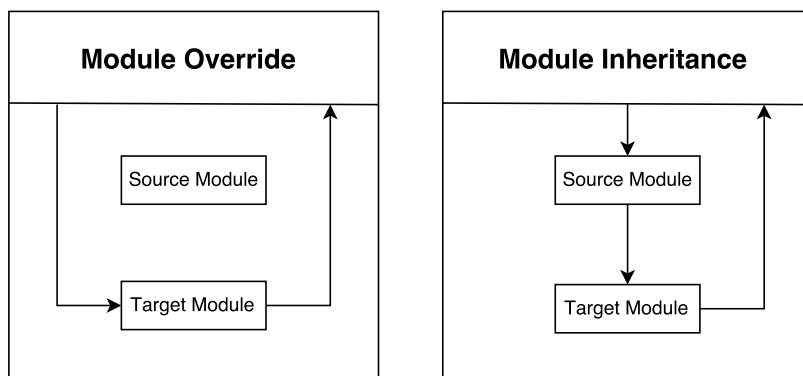 Module Override
Source Module
Target Module
Module Inheritance
Source Module
Target Module